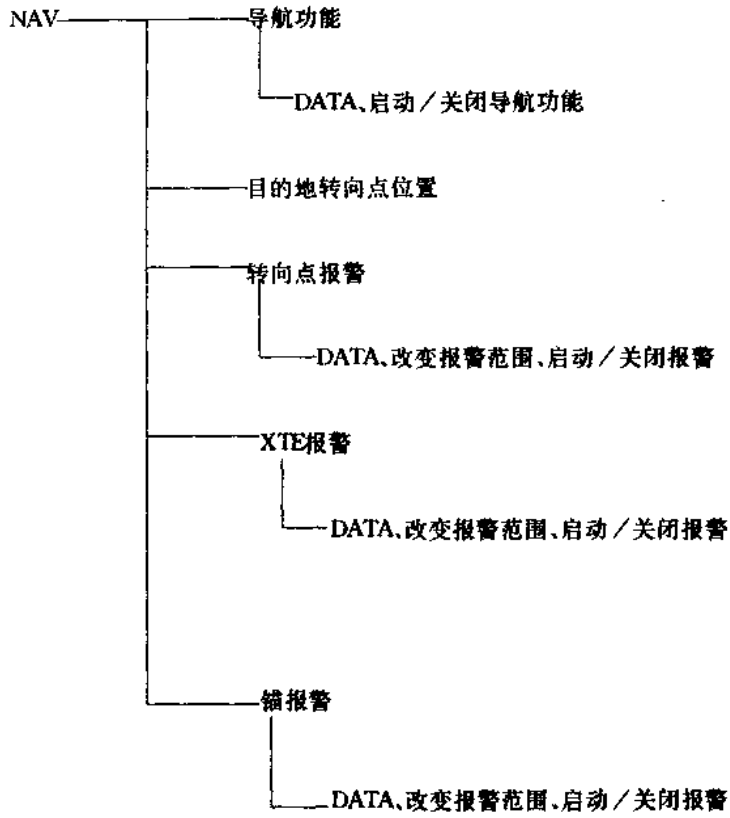 NAV 导航功能
DATA、启动／关闭导航功能
目的地转向点位置
转向点报警
DATA、改变报警范围、启动／关闭报警
XTE报警
DATA、改变报警范围、启动／关闭报警
锚报警
DATA、改变报警范围、启动／关闭报警